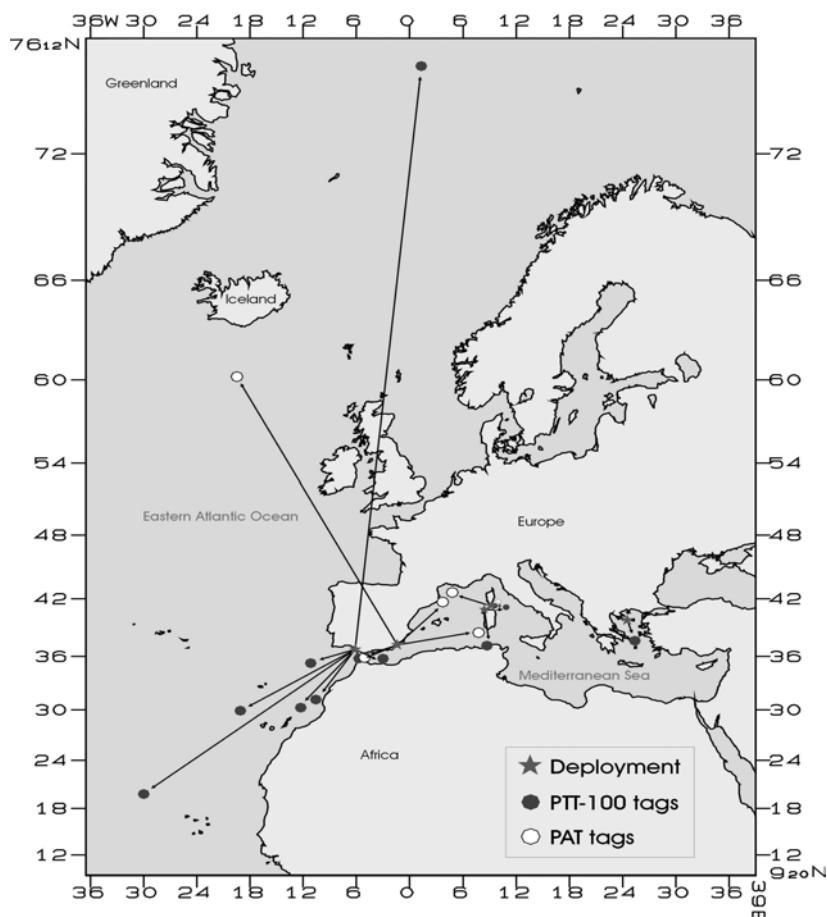 36W 30 24 18 12 6 0 6 12 18 24 30 36
76 12N
Greenland
72 72
66 66
Iceland
60 60
54 54
Eastern Atlantic Ocean
Europe
48 48
42 42
36 36
Mediterranean Sea
30 30
Africa
Deployment
24 24
PTT-100 tags
18 18
PAT tags
12 12
9 20N
36 30 24 18 12 6 0 6 12 18 24 30 36
39E